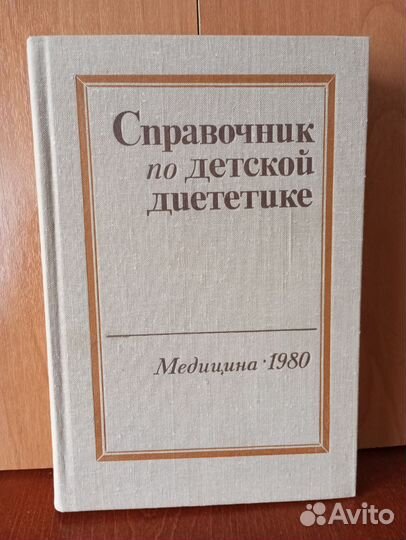 Справочник
по детской
диететике
Медицина · 1980
Avito